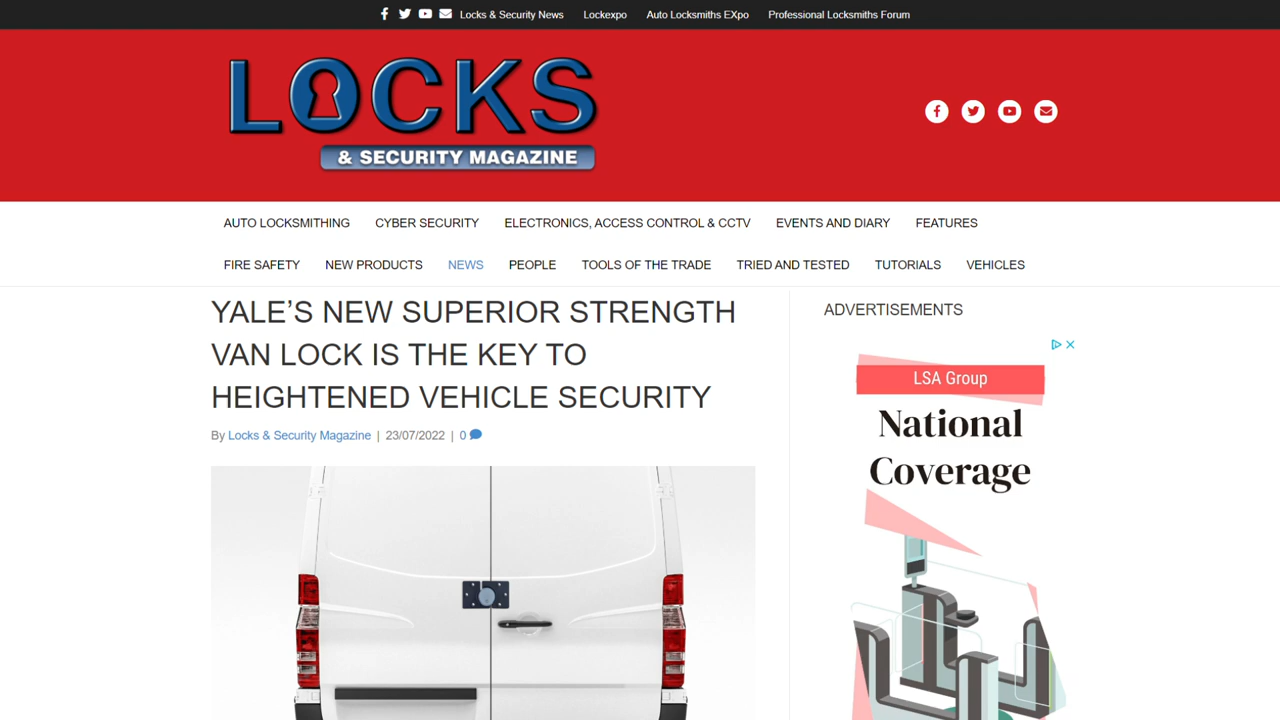 Locks & Security News Lockexpo Auto Locksmiths EXpo Professional Locksmiths Forum
LOCKS
& SECURITY MAGAZINE
AUTO LOCKSMITHING CYBER SECURITY ELECTRONICS, ACCESS CONTROL & CCTV EVENTS AND DIARY FEATURES
FIRE SAFETY NEW PRODUCTS NEWS PEOPLE TOOLS OF THE TRADE TRIED AND TESTED TUTORIALS VEHICLES
YALE’S NEW SUPERIOR STRENGTH
VAN LOCK IS THE KEY TO
HEIGHTENED VEHICLE SECURITY
By Locks & Security Magazine | 23/07/2022 | 0
ADVERTISEMENTS
LSA Group
National
Coverage